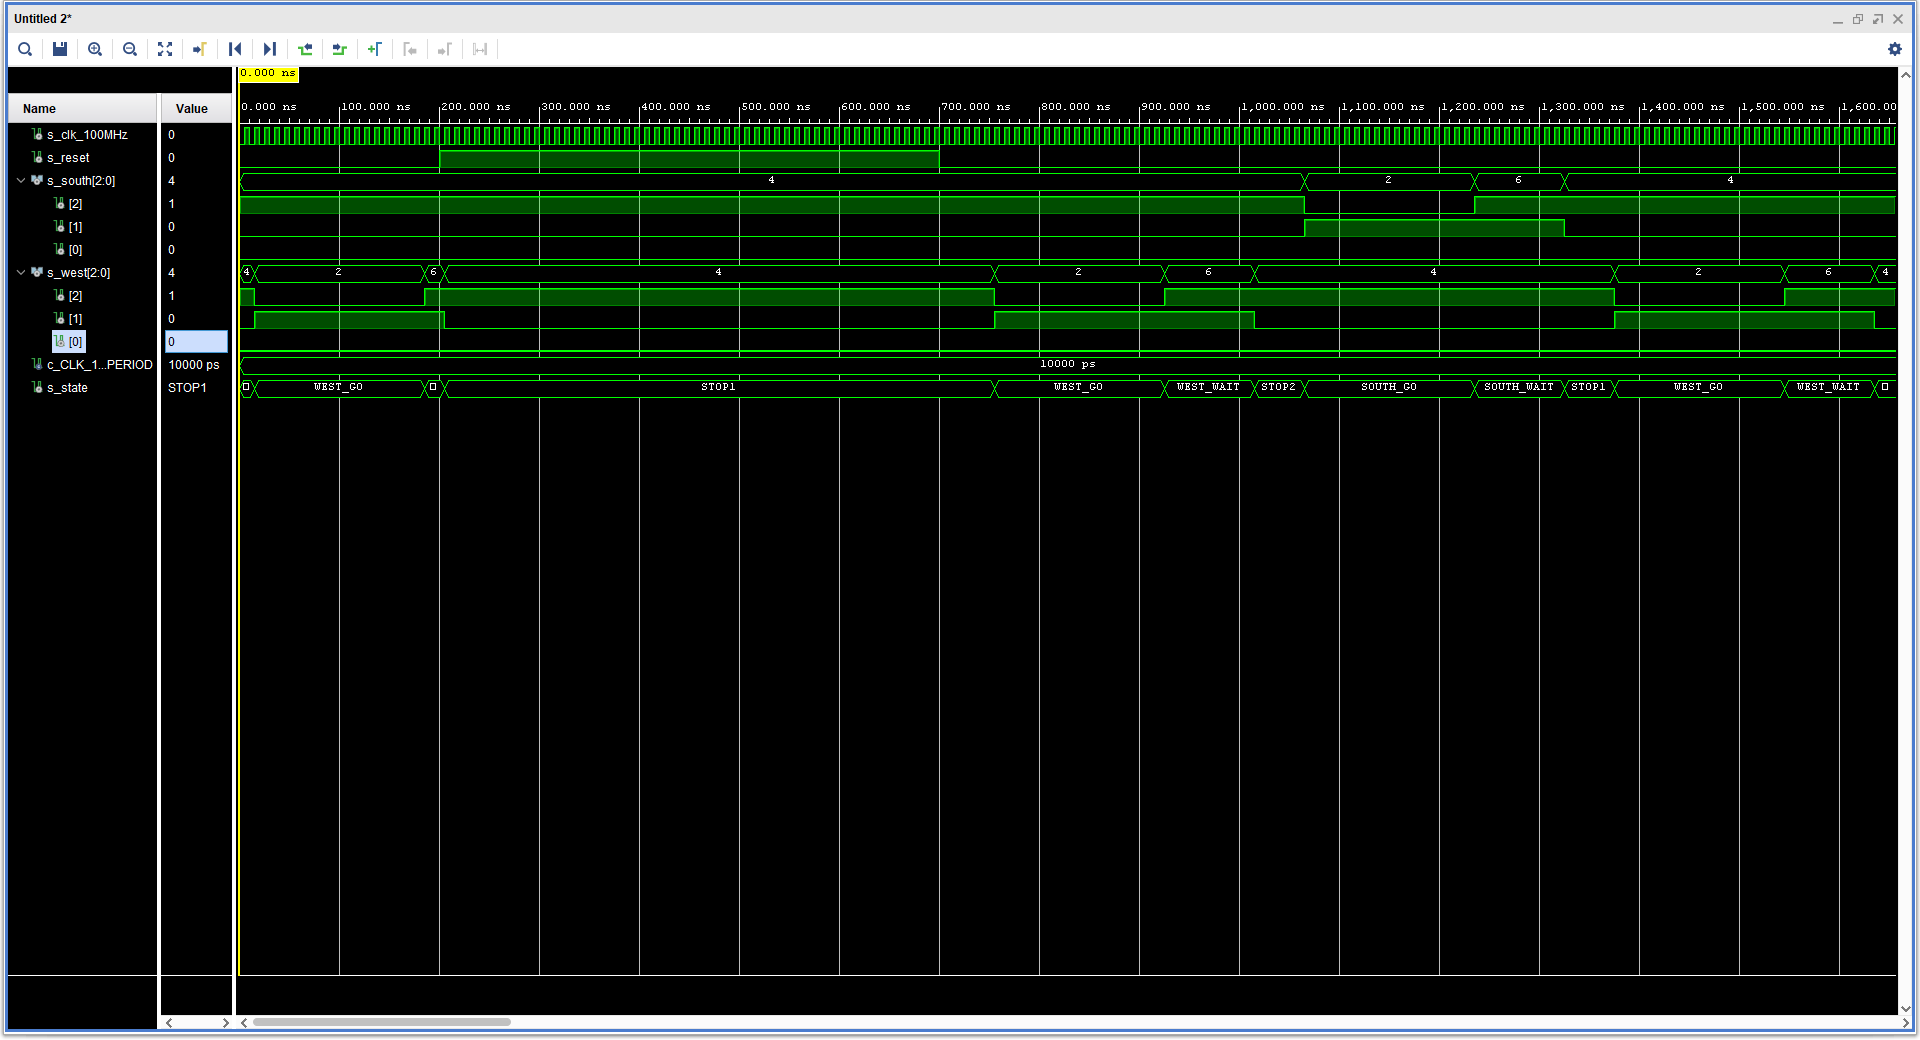 Untitled 2*
0.000 ns
Name Value
0.000 ns 100.000 ns 200.000 ns 300.000 ns 400.000 ns 500.000 ns 600.000 ns 700.000 ns 800.000 ns 900.000 ns 1,000.000 ns 1,100.000 ns 1,200.000 ns 1,300.000 ns 1,400.000 ns 1,500.000 ns 1,600.00
s_clk_100MHz 0
s_reset 0
s_south[2:0] 4 4 2 6 4
[2] 1
[1] 0
[0] 0
s_west[2:0] 4 4 2 6 4 2 6 4 2 6 4
[2] 1
[1] 0
[0] 0
c_CLK_1...PERIOD 10000 ps 10000 ps
s_state STOP1 WEST_GO STOP1 WEST_GO WEST_WAIT STOP2 SOUTH_GO SOUTH_WAIT STOP1 WEST_GO WEST_WAIT